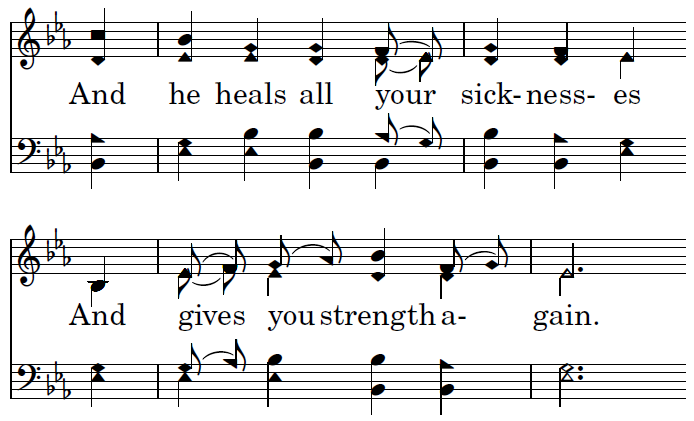 And he heals all your sick- ness- es
And gives you strength a- gain.